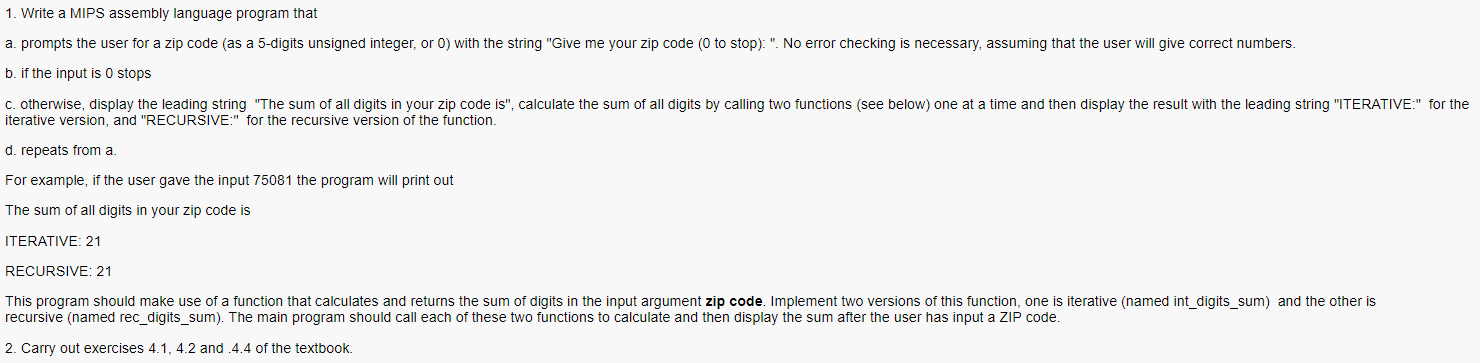 1. Write a MIPS assembly language program that
a. prompts the user for a zip code (as a 5-digits unsigned integer, or 0) with the string "Give me your zip code (0 to stop): ". No error checking is necessary, assuming that the user will give correct numbers.
b. if the input is 0 stops
c. otherwise, display the leading string "The sum of all digits in your zip code is", calculate the sum of all digits by calling two functions (see below) one at a time and then display the result with the leading string "ITERATIVE:" for the
iterative version, and "RECURSIVE:" for the recursive version of the function.
d. repeats from a.
For example, if the user gave the input 75081 the program will print out
The sum of all digits in your zip code is
ITERATIVE: 21
RECURSIVE: 21
This program should make use of a function that calculates and returns the sum of digits in the input argument zip code. Implement two versions of this function, one is iterative (named int_digits_sum) and the other is
recursive (named rec_digits_sum). The main program should call each of these two functions to calculate and then display the sum after the user has input a ZIP code.
2. Carry out exercises 4.1, 4.2 and .4.4 of the textbook.